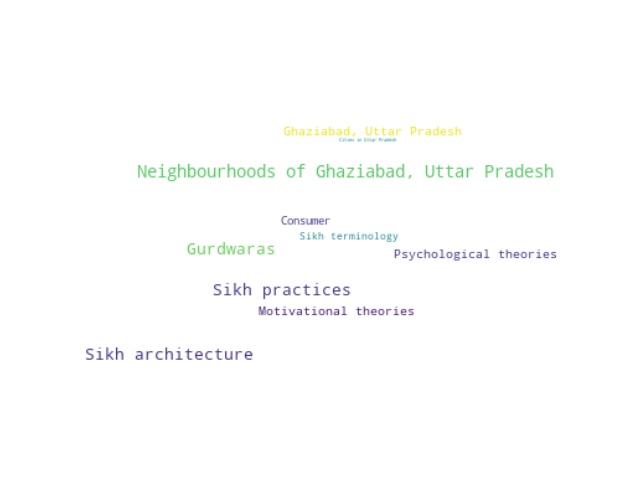 Ghaziabad, Uttar Pradesh
Cities in Uttar Pradesh
Neighbourhoods of Ghaziabad, Uttar Pradesh
Consumer
Sikh terminology
Gurdwaras
Psychological theories
Sikh practices
Motivational theories
Sikh architecture